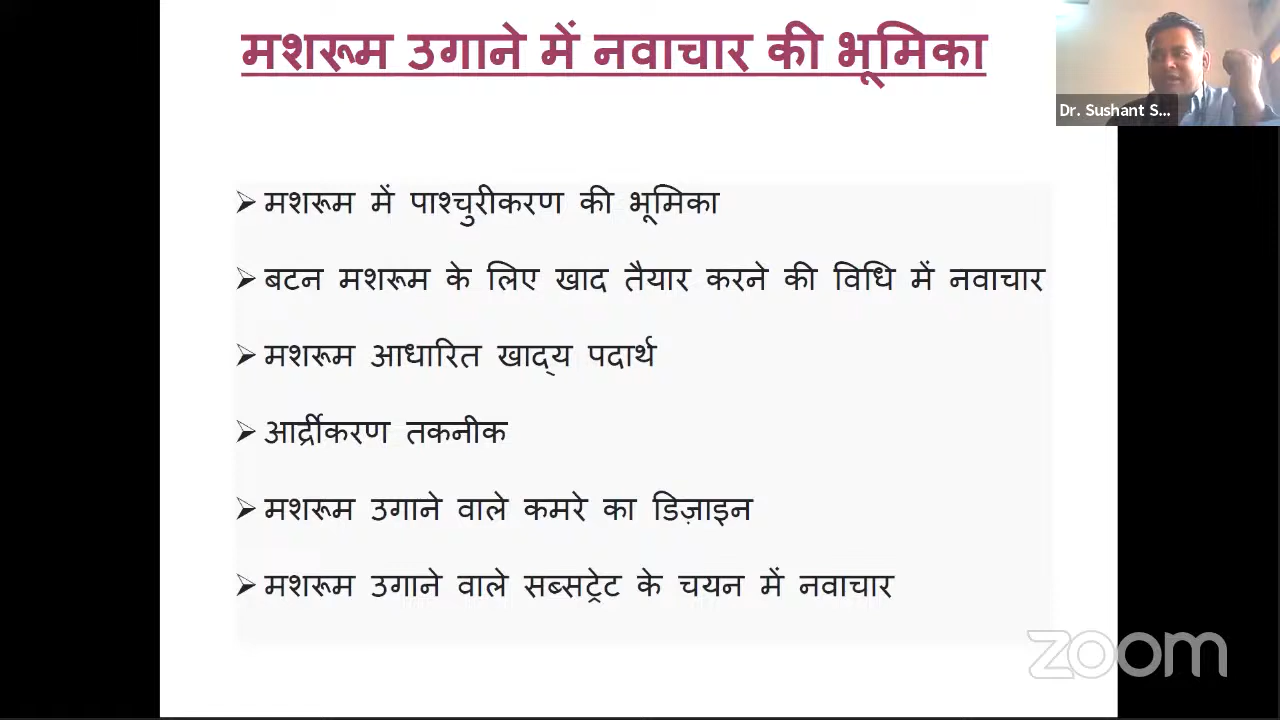 मशरूम उगाने में नवाचार की भूमिका
Dr. Sushant S...
➢ मशरूम में पाश्चुरीकरण की भूमिका
➢ बटन मशरूम के लिए खाद तैयार करने की विधि में नवाचार
➢ मशरूम आधारित खाद्य पदार्थ
➢ आर्द्रीकरण तकनीक
➢ मशरूम उगाने वाले कमरे का डिज़ाइन
➢ मशरूम उगाने वाले सब्सट्रेट के चयन में नवाचार
zoom